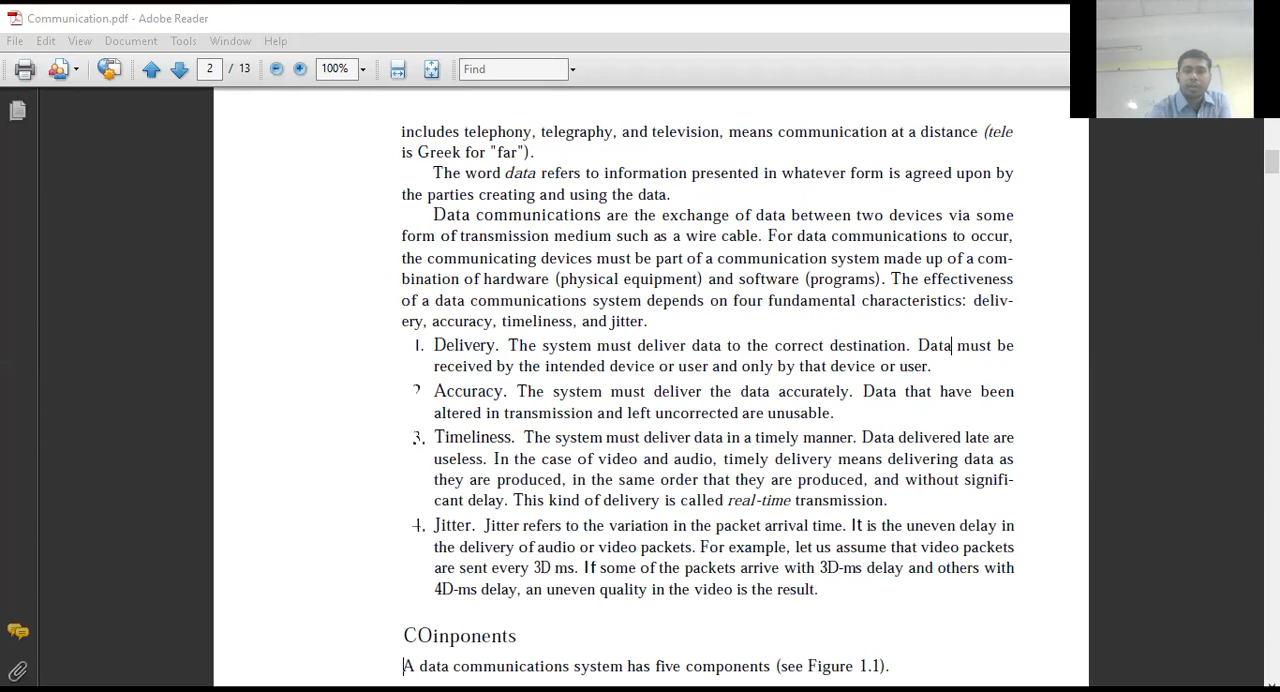 Communication.pdf - Adobe Reader
File Edit View Document Tools Window Help
2 / 13 100% Find
includes telephony, telegraphy, and television, means communication at a distance (tele
is Greek for "far").
The word data refers to information presented in whatever form is agreed upon by
the parties creating and using the data.
Data communications are the exchange of data between two devices via some
form of transmission medium such as a wire cable. For data communications to occur,
the communicating devices must be part of a communication system made up of a com-
bination of hardware (physical equipment) and software (programs). The effectiveness
of a data communications system depends on four fundamental characteristics: deliv-
ery, accuracy, timeliness, and jitter.
1. Delivery. The system must deliver data to the correct destination. Data must be
received by the intended device or user and only by that device or user.
2 Accuracy. The system must deliver the data accurately. Data that have been
altered in transmission and left uncorrected are unusable.
3. Timeliness. The system must deliver data in a timely manner. Data delivered late are
useless. In the case of video and audio, timely delivery means delivering data as
they are produced, in the same order that they are produced, and without signifi-
cant delay. This kind of delivery is called real-time transmission.
4. Jitter. Jitter refers to the variation in the packet arrival time. It is the uneven delay in
the delivery of audio or video packets. For example, let us assume that video packets
are sent every 3D ms. If some of the packets arrive with 3D-ms delay and others with
4D-ms delay, an uneven quality in the video is the result.
COinponents
A data communications system has five components (see Figure 1.1).